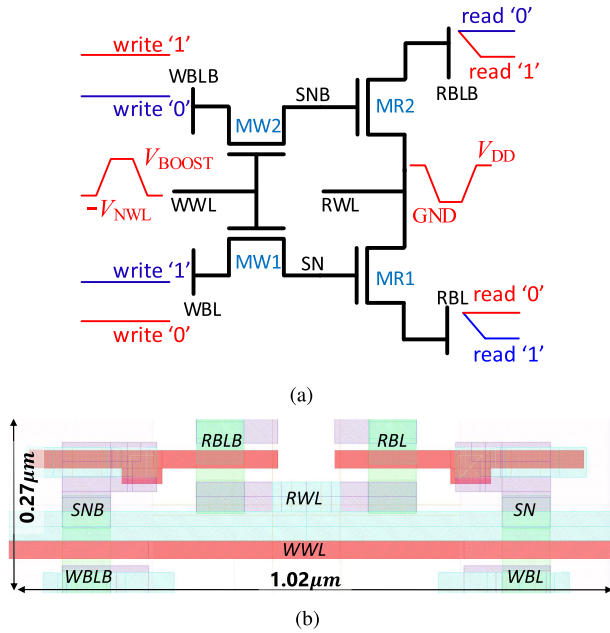 write '1'
write '0'
WBLB
MW2
SNB
MR2
RBLB
read '0'
read '1'
V_BOOST
−V_NWL
WWL
RWL
V_DD
GND
write '1'
write '0'
WBL
MW1
SN
MR1
RBL
read '0'
read '1'
(a)
0.27μm
RBLB
RBL
SNB
RWL
SN
WWL
WBLB
1.02μm
WBL
(b)